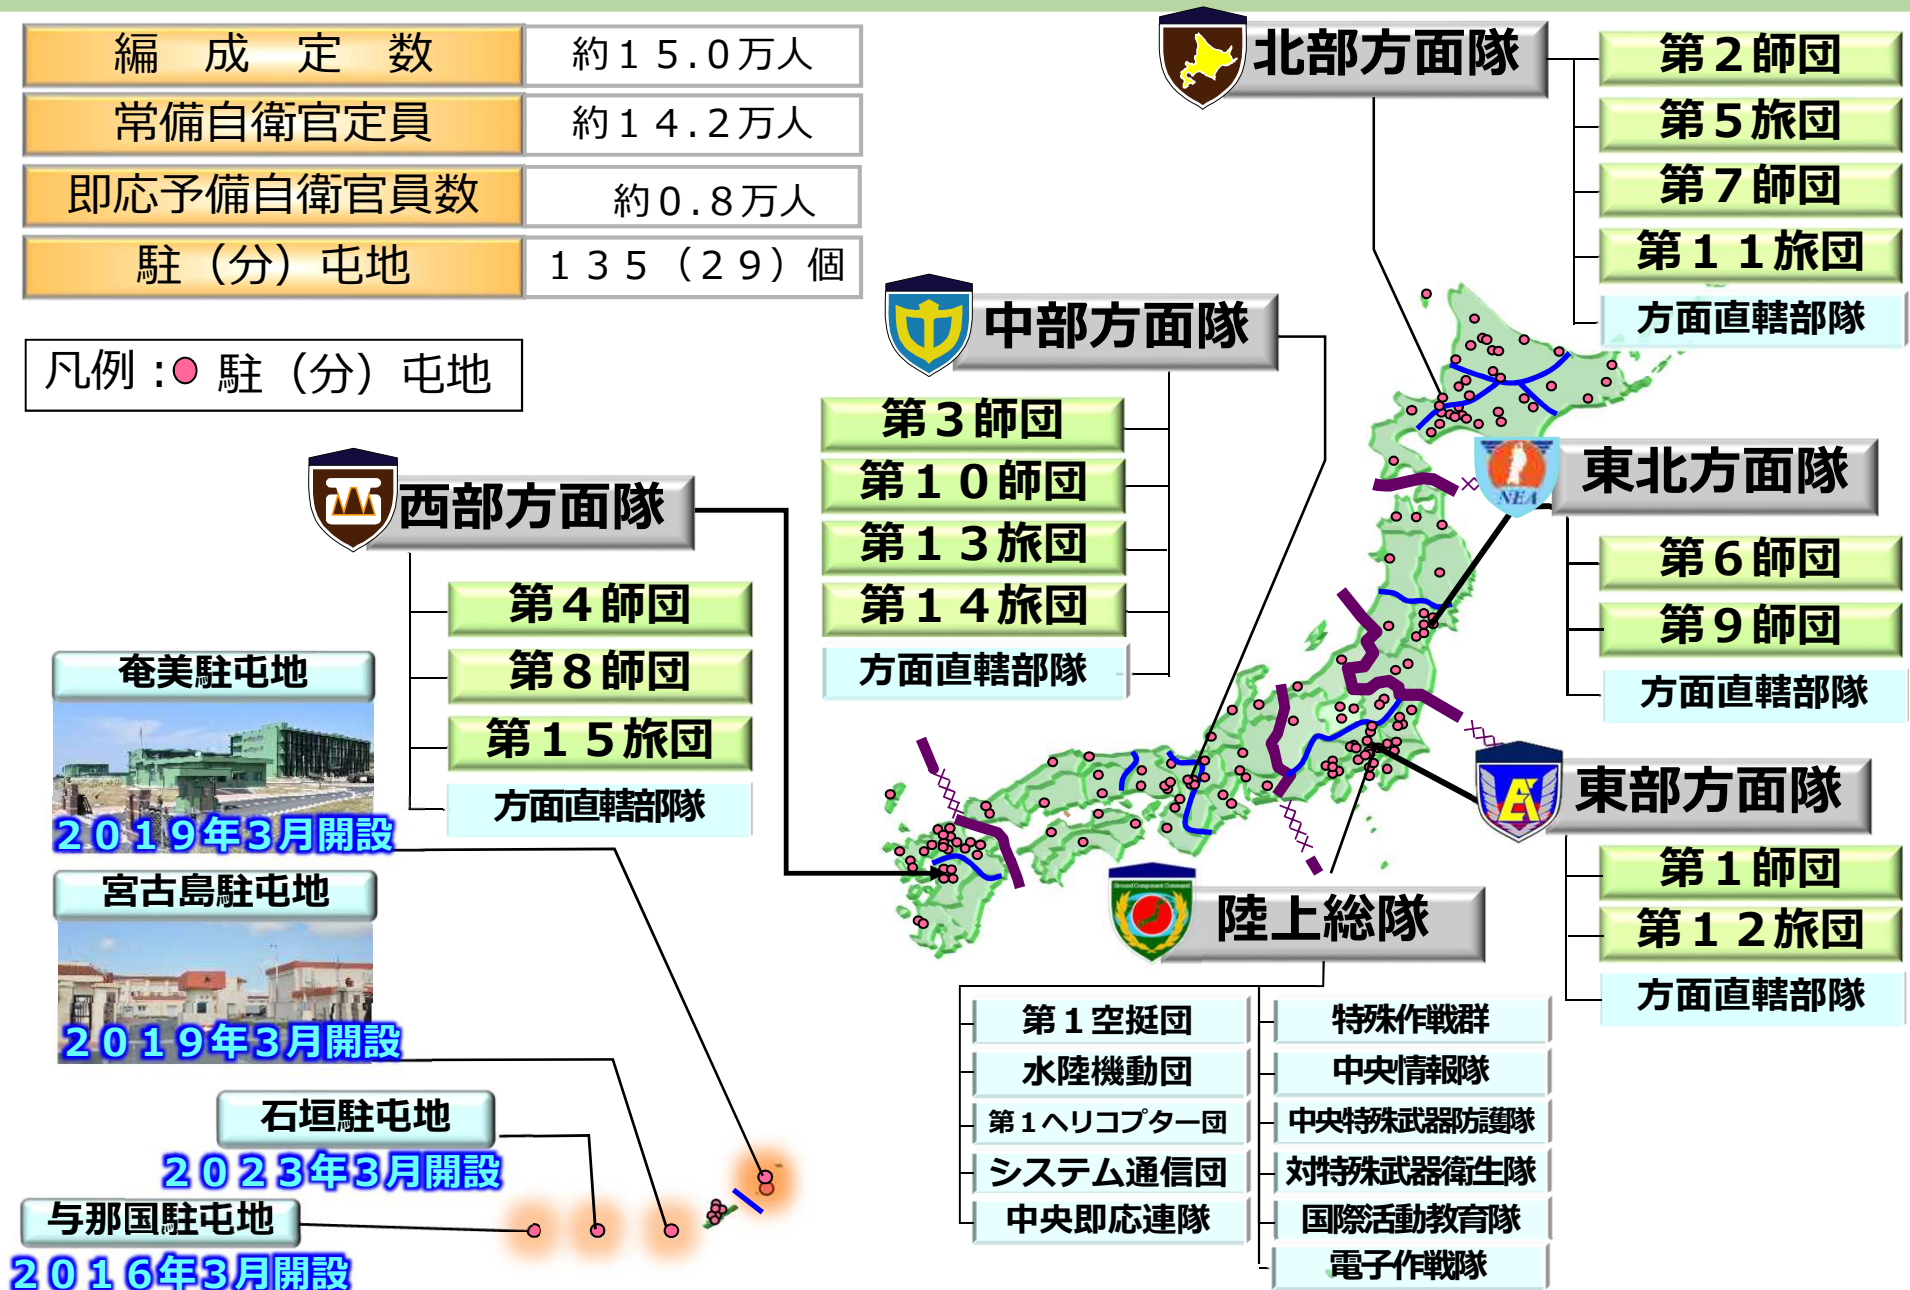 編成定数
約１５.０万人
常備自衛官定員
約１４.２万人
即応予備自衛官員数
約０.８万人
駐（分）屯地
１３５（２９）個
凡例：駐（分）屯地
北部方面隊
第２師団
第５旅団
第７師団
第１１旅団
方面直轄部隊
中部方面隊
第３師団
第１０師団
第１３旅団
第１４旅団
方面直轄部隊
NEA
東北方面隊
第６師団
第９師団
方面直轄部隊
西部方面隊
第４師団
第８師団
第１５旅団
方面直轄部隊
東部方面隊
第１師団
第１２旅団
方面直轄部隊
Ground Component Command
陸上総隊
第１空挺団
水陸機動団
第１ヘリコプター団
システム通信団
中央即応連隊
特殊作戦群
中央情報隊
中央特殊武器防護隊
対特殊武器衛生隊
国際活動教育隊
電子作戦隊
奄美駐屯地
２０１９年３月開設
宮古島駐屯地
２０１９年３月開設
石垣駐屯地
２０２３年３月開設
与那国駐屯地
２０１６年３月開設